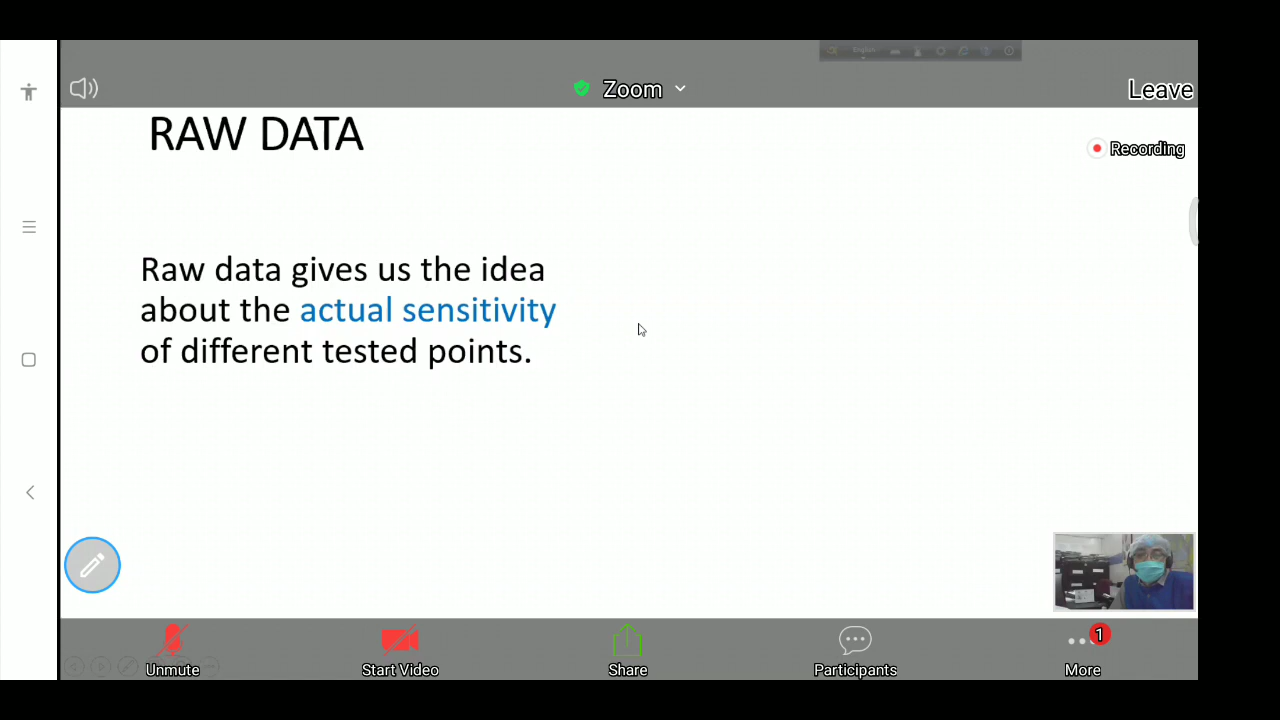 English
Zoom
Leave
RAW DATA
Recording
Raw data gives us the idea
about the actual sensitivity
of different tested points.
1
Unmute
Start Video
Share
Participants
More